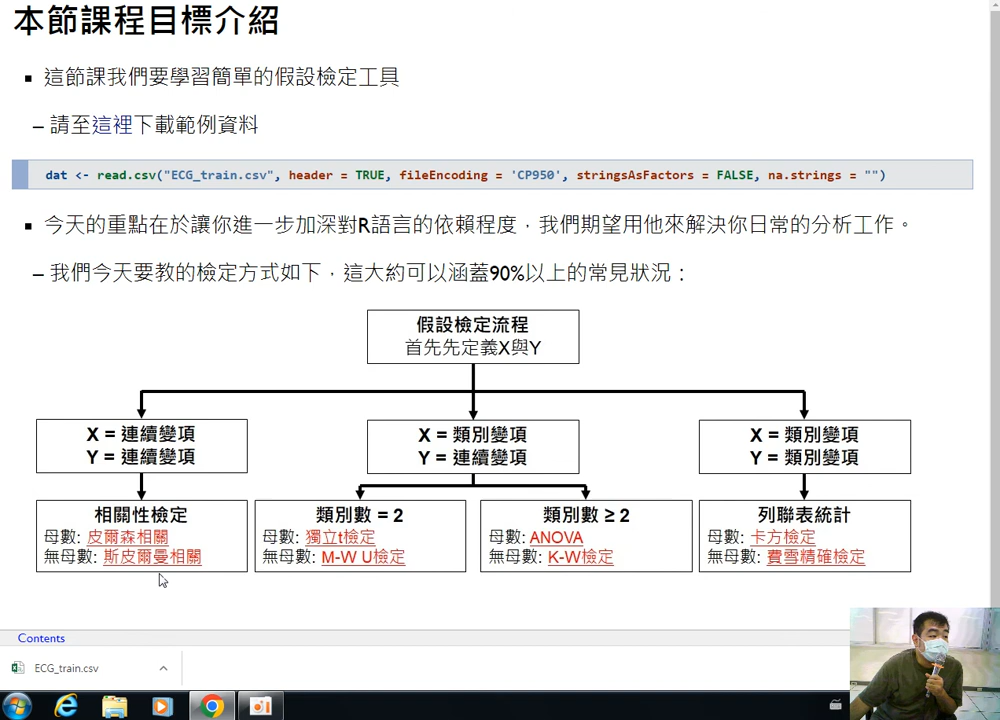 本節課程目標介紹
▪ 這節課我們要學習簡單的假設檢定工具
– 請至這裡下載範例資料
dat <- read.csv("ECG_train.csv", header = TRUE, fileEncoding = 'CP950', stringsAsFactors = FALSE, na.strings = "")
▪ 今天的重點在於讓你進一步加深對R語言的依賴程度，我們期望用他來解決你日常的分析工作。
– 我們今天要教的檢定方式如下，這大約可以涵蓋90%以上的常見狀況：
假設檢定流程
首先先定義X與Y
X = 連續變項
Y = 連續變項
X = 類別變項
Y = 連續變項
X = 類別變項
Y = 類別變項
相關性檢定
母數: 皮爾森相關
無母數: 斯皮爾曼相關
類別數 = 2
母數: 獨立t檢定
無母數: M-W U檢定
類別數 ≥ 2
母數: ANOVA
無母數: K-W檢定
列聯表統計
母數: 卡方檢定
無母數: 費雪精確檢定
Contents
ECG_train.csv